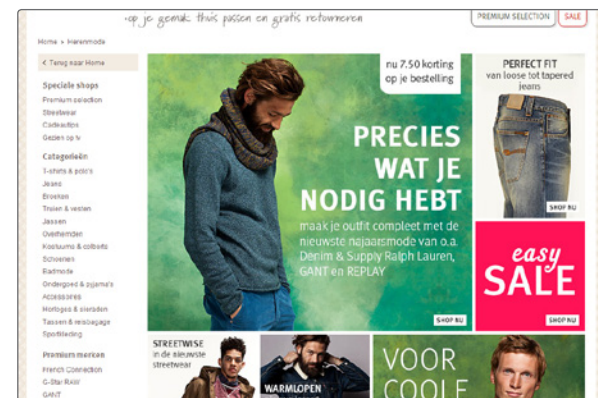 op je gemak thuis passen en gratis retourneren
PREMIUM SELECTION
SALE
Home » Herenmode
< Terug naar Home
Speciale shops
Premium selection
Streetwear
Cadeautips
Gezien op tv
Categorieën
T-shirts & polo's
Jeans
Broeken
Truien & vesten
Jassen
Overhemden
Kostuums & colberts
Schoenen
Badmode
Ondergoed & pyjama's
Accessoires
Horloges & sieraden
Tassen & reisbagage
Sportkleding
Premium merken
French Connection
G-Star RAW
GANT
nu 7.50 korting
op je bestelling
PRECIES
WAT JE
NODIG HEBT
maak je outfit compleet met de
nieuwste najaarsmode van o.a.
Denim & Supply Ralph Lauren,
GANT en REPLAY
SHOP NU
PERFECT FIT
van loose tot tapered
jeans
SHOP NU
easy
SALE
SHOP NU
STREETWISE
in de nieuwste
streetwear
WARMLOPEN
VOOR
COOLE